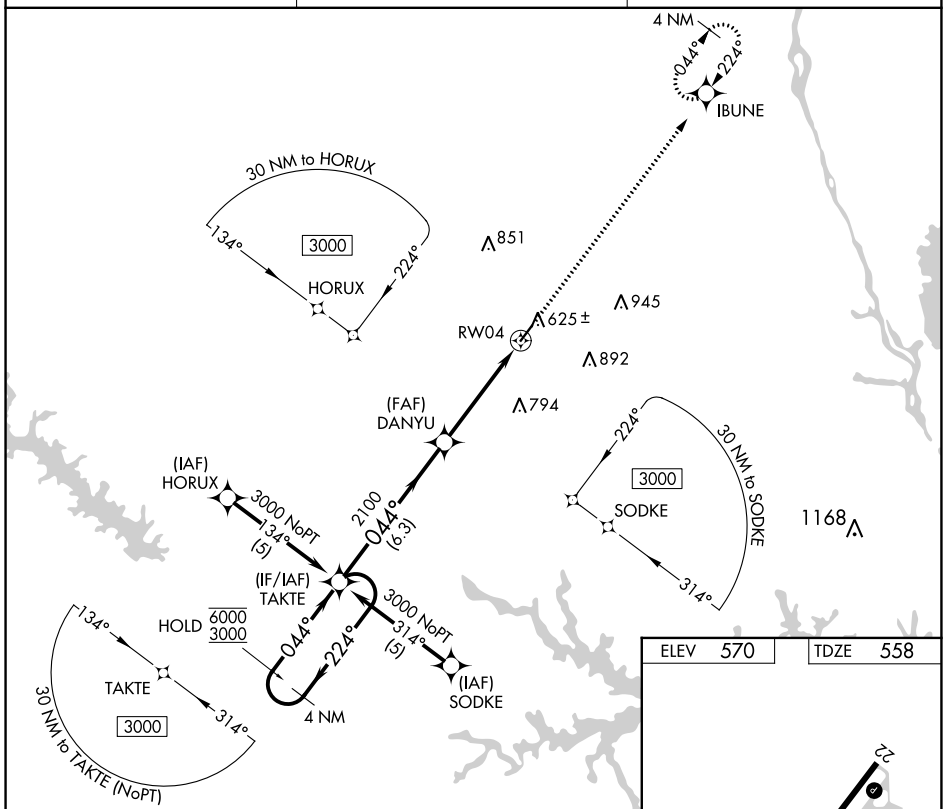 4 NM
044°
224°
IBUNE
30 NM to HORUX
134°
3000
224°
HORUX
851
945
RW04
625±
892
(FAF)
DANYU
794
224°
30 NM to SODKE
3000
SODKE
314°
1168
(IAF)
HORUX
3000 NoPT
134°
(5)
2100
044°
(6.3)
(IF/IAF)
TAKTE
3000 NoPT
314°
(5)
HOLD 6000
3000
044°
224°
4 NM
(IAF)
SODKE
134°
TAKTE
3000
314°
30 NM to TAKTE (NoPT)
ELEV 570
TDZE 558
22
P